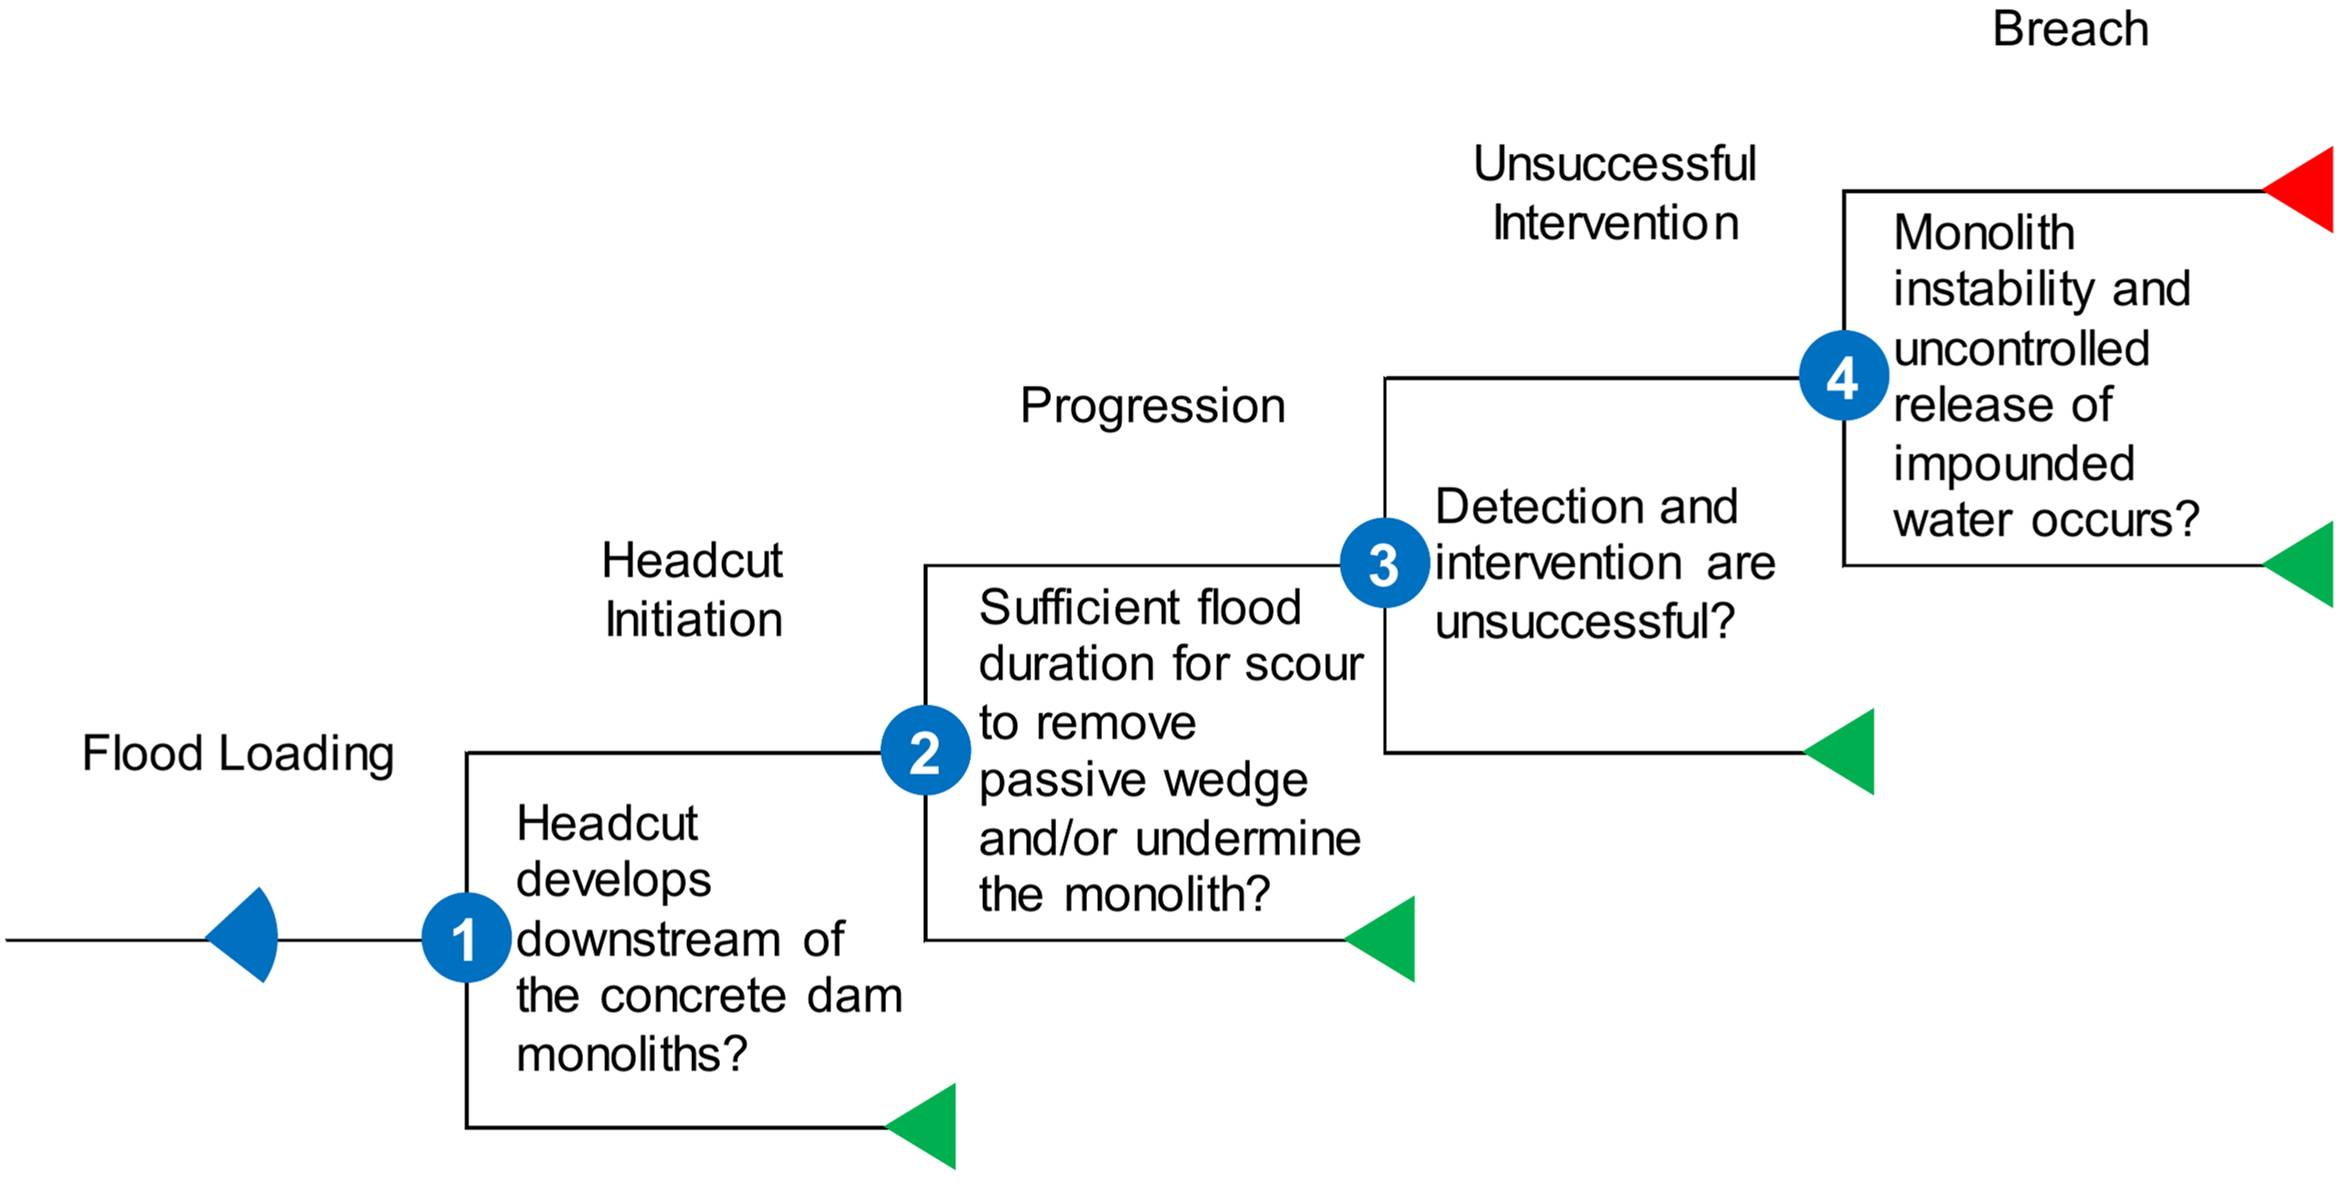 Flood Loading
1
Headcut
develops
downstream of
the concrete dam
monoliths?
Headcut
Initiation
2
Sufficient flood
duration for scour
to remove
passive wedge
and/or undermine
the monolith?
Progression
3
Detection and
intervention are
unsuccessful?
Unsuccessful
Intervention
4
Monolith
instability and
uncontrolled
release of
impounded
water occurs?
Breach